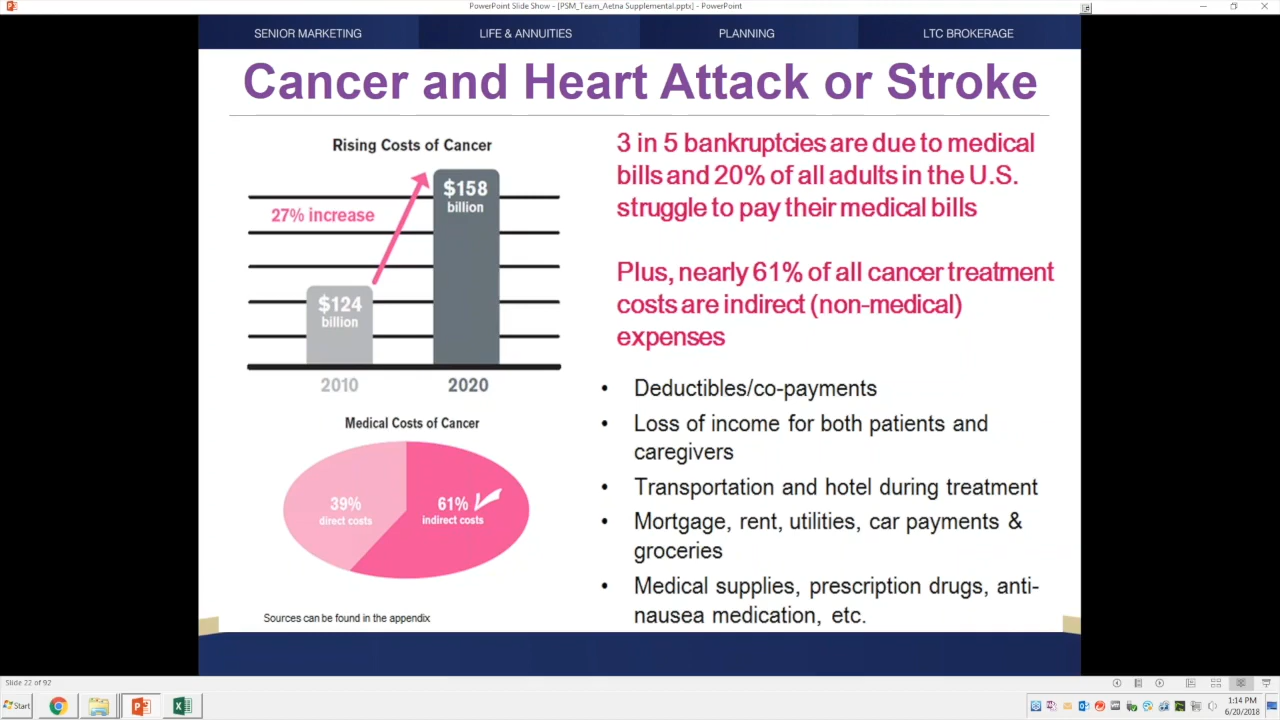 PowerPoint Slide Show - [PSM_Team_Aetna Supplemental.pptx] - PowerPoint
SENIOR MARKETING
LIFE & ANNUITIES
PLANNING
LTC BROKERAGE
Cancer and Heart Attack or Stroke
Rising Costs of Cancer
27% increase
$158
billion
$124
billion
2010
2020
Medical Costs of Cancer
39%
direct costs
61%
indirect costs
Sources can be found in the appendix
3 in 5 bankruptcies are due to medical
bills and 20% of all adults in the U.S.
struggle to pay their medical bills
Plus, nearly 61% of all cancer treatment
costs are indirect (non-medical)
expenses
• Deductibles/co-payments
• Loss of income for both patients and
caregivers
• Transportation and hotel during treatment
• Mortgage, rent, utilities, car payments &
groceries
• Medical supplies, prescription drugs, anti-
nausea medication, etc.
Slide 22 of 92
Start
1:14 PM
6/20/2018